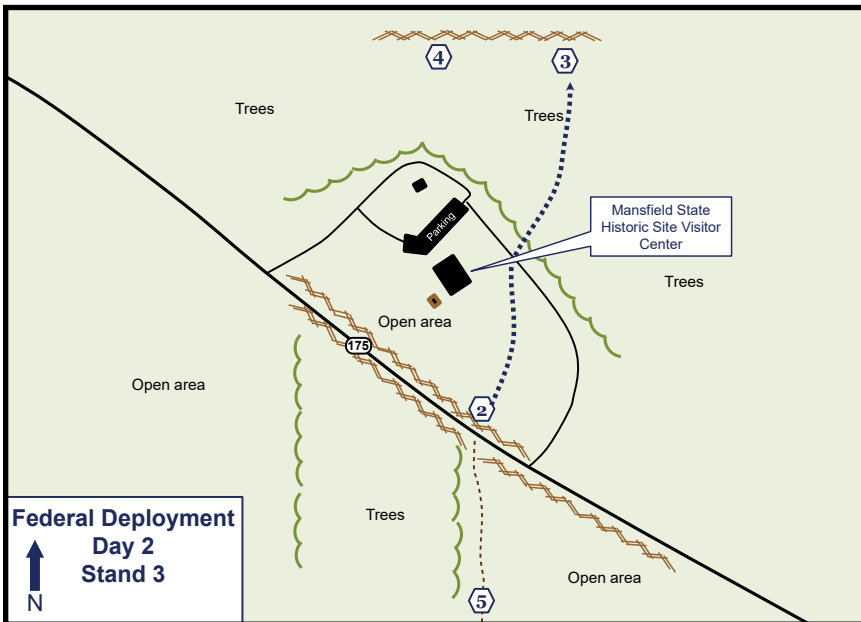 4
3
Trees
Trees
Parking
Mansfield State
Historic Site Visitor
Center
Trees
Open area
175
Open area
2
Trees
Federal Deployment
Day 2
Stand 3
N
Open area
5